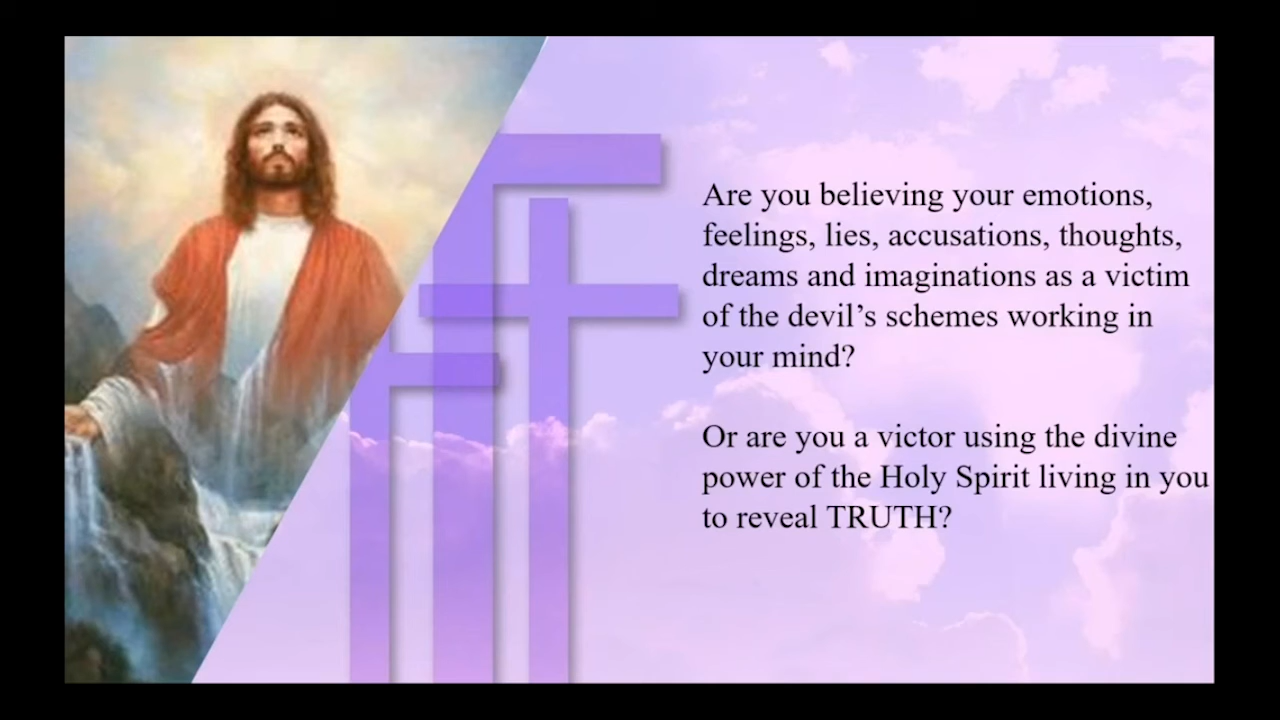 Are you believing your emotions,
feelings, lies, accusations, thoughts,
dreams and imaginations as a victim
of the devil’s schemes working in
your mind?
Or are you a victor using the divine
power of the Holy Spirit living in you
to reveal TRUTH?